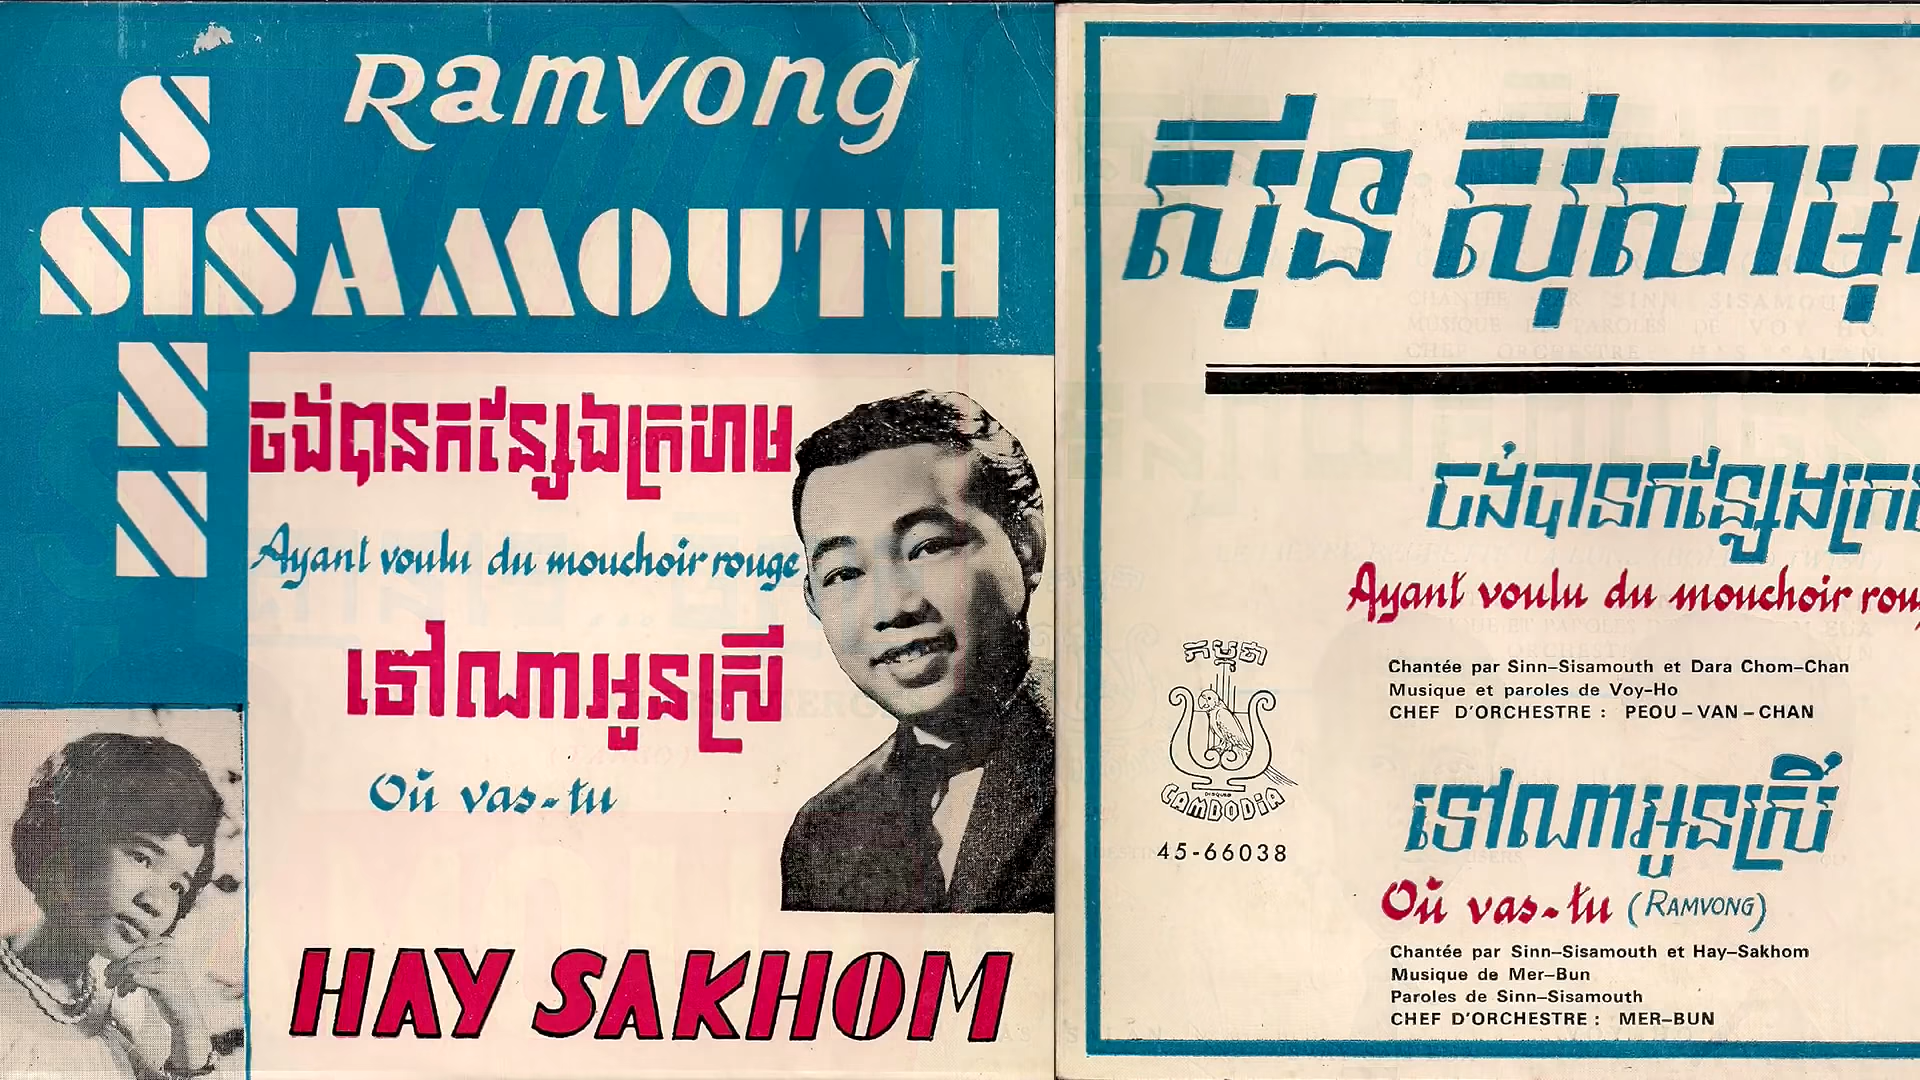 Ramvong
SINN
SISAMOUTH
ចង់បានកន្សែងក្រហម
Ayant voulu du mouchoir rouge
ទៅណាអូនស្រី
Où vas-tu
HAY SAKHOM
ស៊ីន ស៊ីសាមុ
ចង់បានកន្សែងក្រ
Ayant voulu du mouchoir rou
Chantée par Sinn-Sisamouth et Dara Chom-Chan
Musique et paroles de Voy-Ho
CHEF D'ORCHESTRE : PEOU-VAN-CHAN
កម្ពុជា
DISQUES
CAMBODIA
45-66038
ទៅណាអូនស្រី
Où vas-tu (RAMVONG)
Chantée par Sinn-Sisamouth et Hay-Sakhom
Musique de Mer-Bun
Paroles de Sinn-Sisamouth
CHEF D'ORCHESTRE : MER-BUN